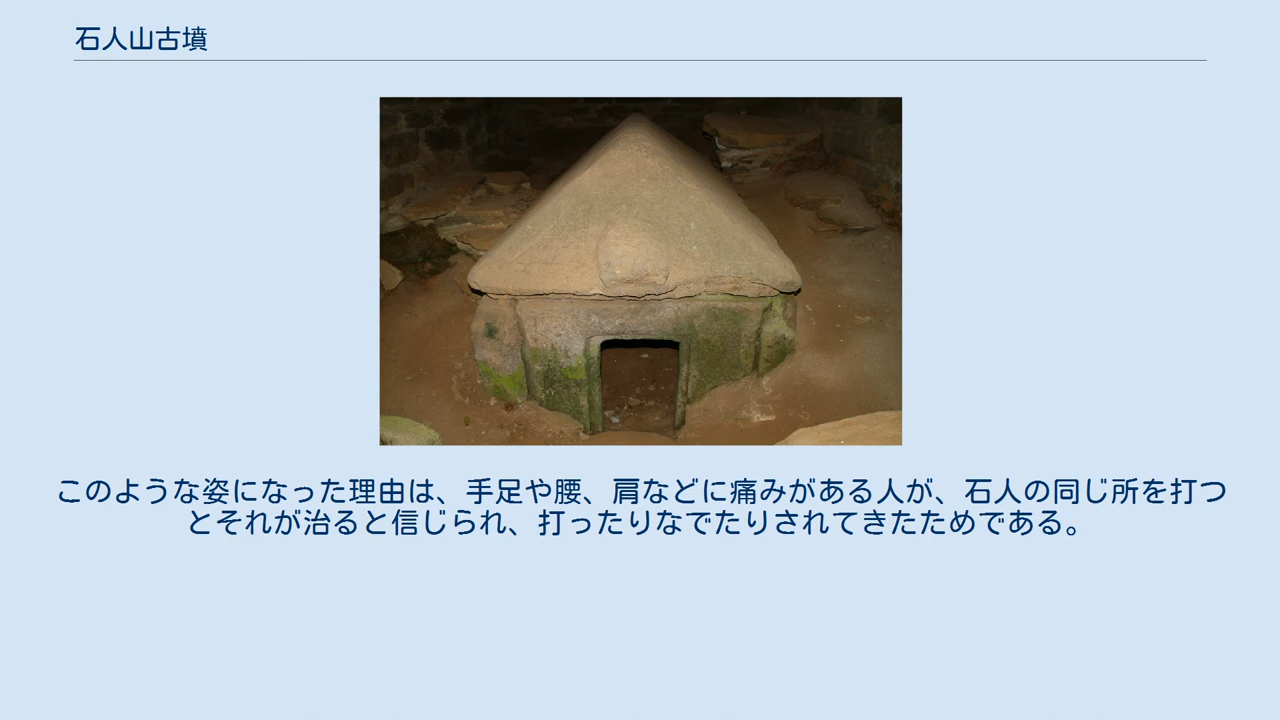 石人山古墳
このような姿になった理由は、手足や腰、肩などに痛みがある人が、石人の同じ所を打つ
とそれが治ると信じられ、打ったりなでたりされてきたためである。